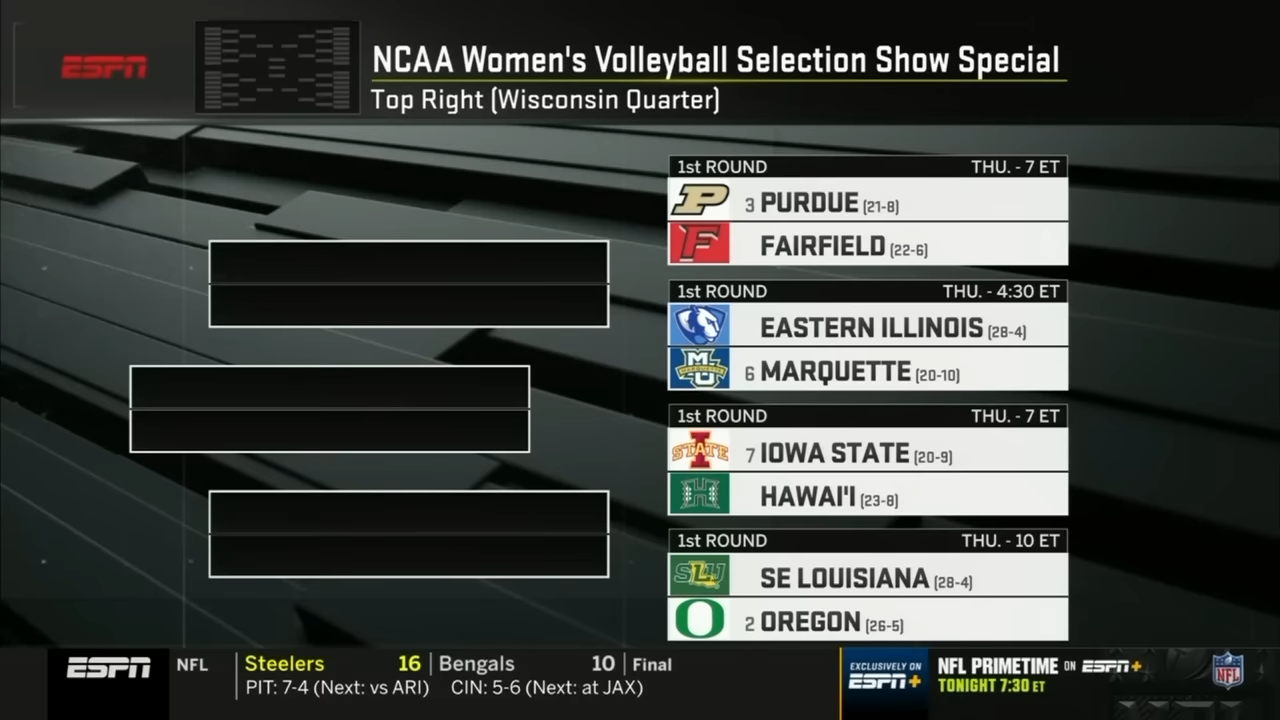 ESPN
NCAA Women's Volleyball Selection Show Special
Top Right (Wisconsin Quarter)
1st ROUND THU. - 7 ET
P 3 PURDUE (21-8)
F FAIRFIELD (22-6)
1st ROUND THU. - 4:30 ET
EASTERN ILLINOIS (28-4)
MU MARQUETTE 6 MARQUETTE (20-10)
1st ROUND THU. - 7 ET
I STATE 7 IOWA STATE (20-9)
H HAWAI'I (23-8)
1st ROUND THU. - 10 ET
SLU SE LOUISIANA (28-4)
O 2 OREGON (26-5)
ESPN NFL Steelers 16 Bengals 10 Final
PIT: 7-4 (Next: vs ARI) CIN: 5-6 (Next: at JAX)
EXCLUSIVELY ON
ESPN+
NFL PRIMETIME ON ESPN+
TONIGHT 7:30 ET
NFL